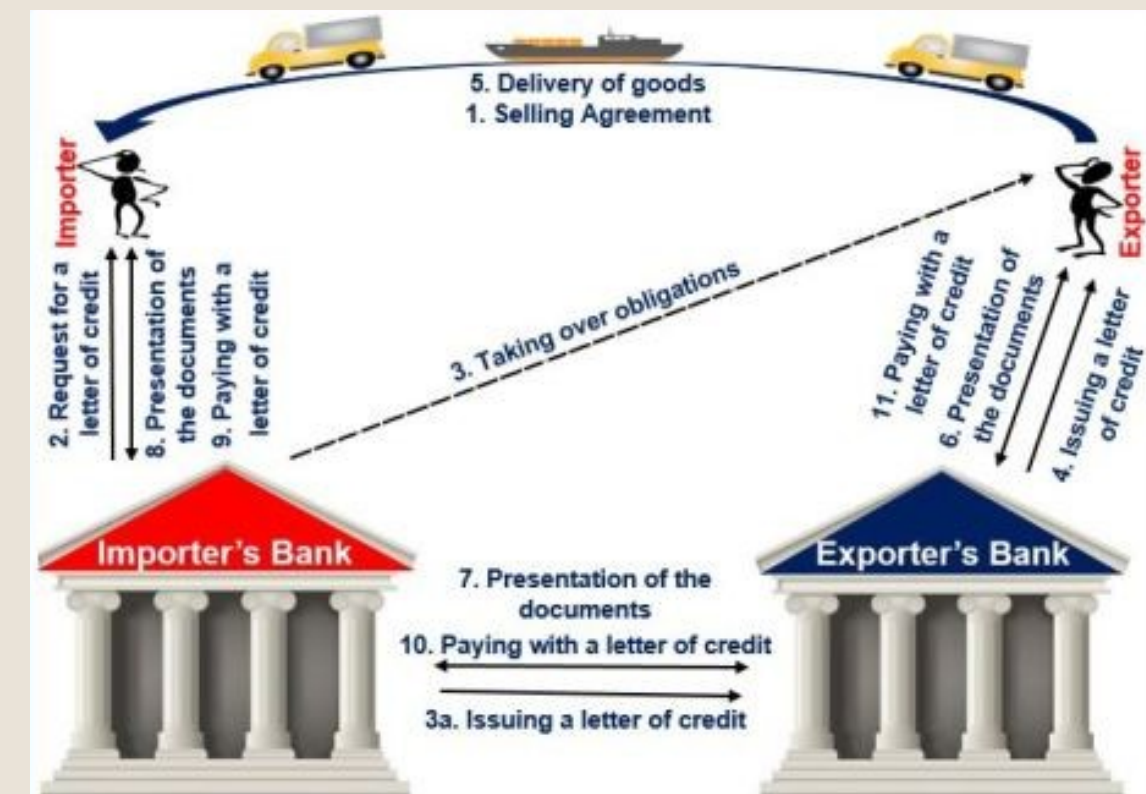 5. Delivery of goods
1. Selling Agreement
Importer
Exporter
2. Request for a
letter of credit
8. Presentation of
the documents
9. Paying with a
letter of credit
3. Taking over obligations
11. Paying with a
letter of credit
6. Presentation of
the documents
4. Issuing a letter
of credit
Importer's Bank
Exporter's Bank
7. Presentation of the
documents
10. Paying with a letter of credit
3a. Issuing a letter of credit